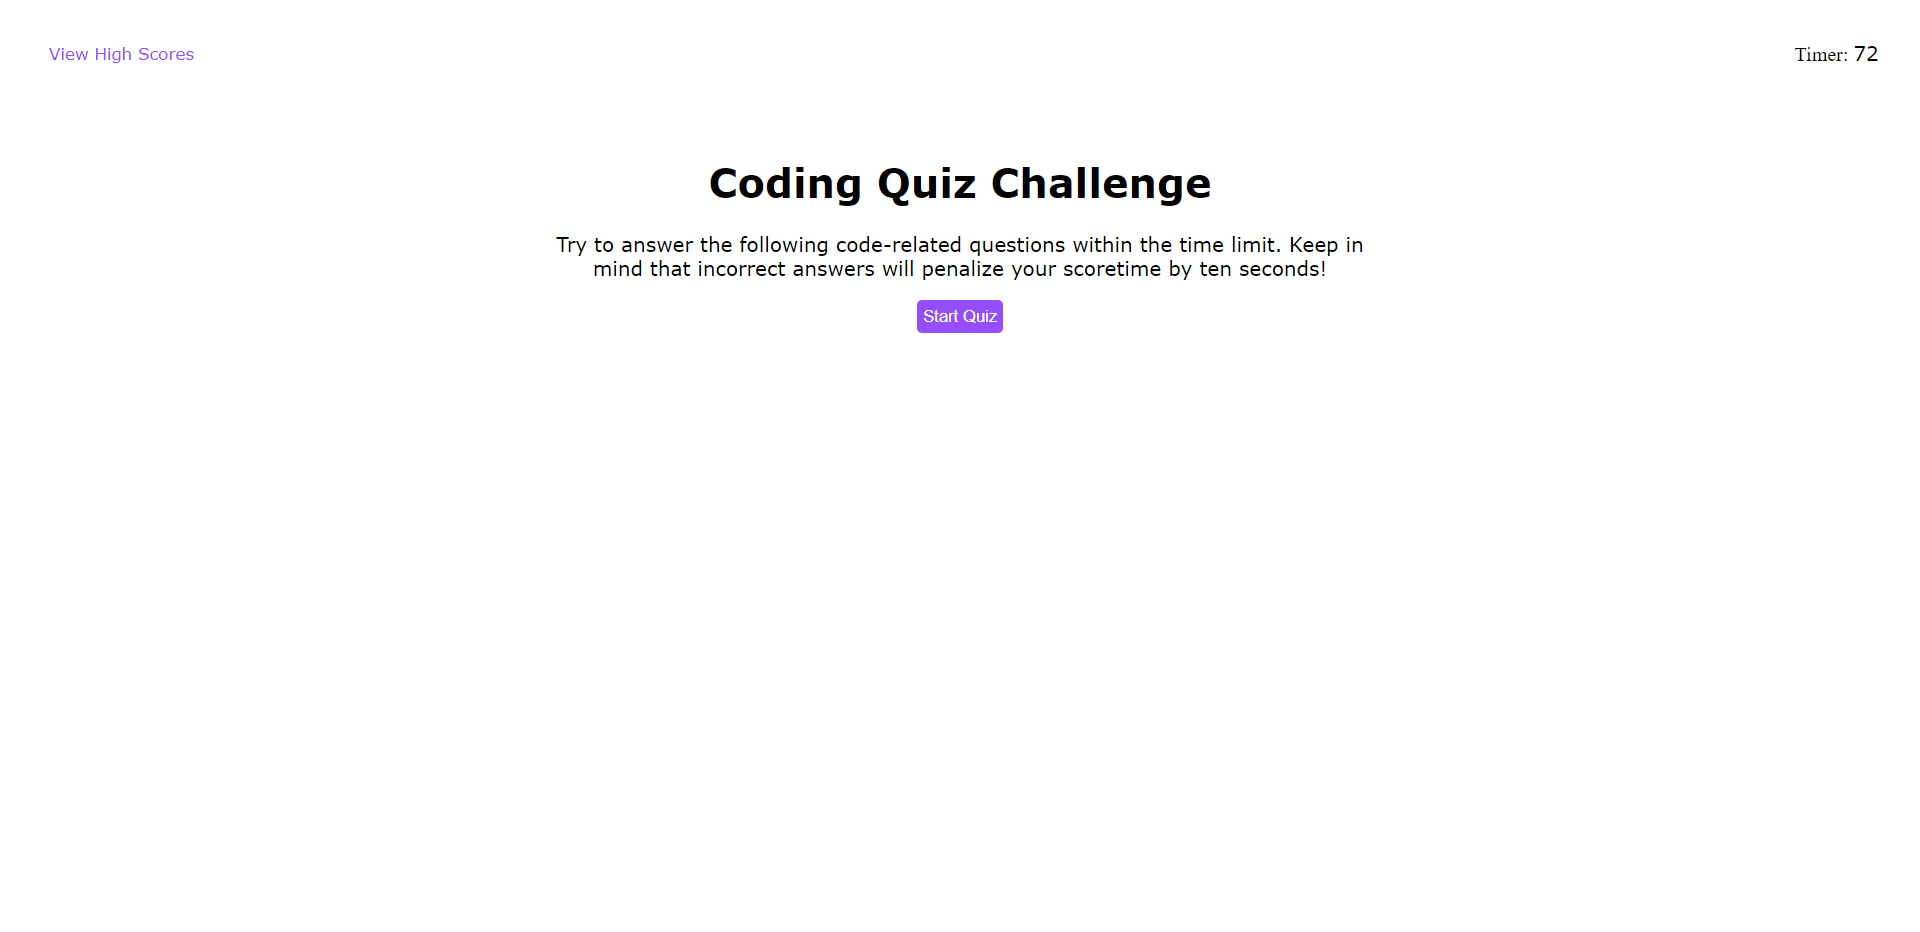 View High Scores
Timer: 72
Coding Quiz Challenge
Try to answer the following code-related questions within the time limit. Keep in
mind that incorrect answers will penalize your scoretime by ten seconds!
Start Quiz